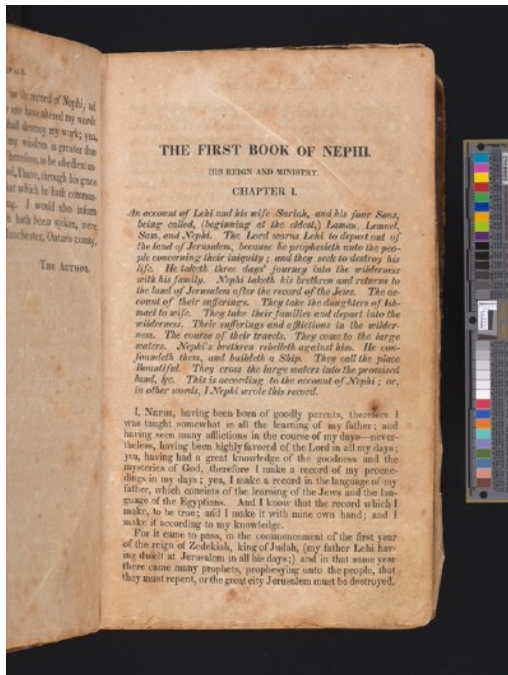 PREFACE.
the record of Nephi; and
have altered my words
shall destroy my work; yea,
my wisdom is greater than
Therefore, to be obedient un-
d, I have, through his grace
that which he hath comman-
ng. I would also inform
h hath been spoken, were
Manchester, Ontario county,
THE AUTHOR.
THE FIRST BOOK OF NEPHI.
HIS REIGN AND MINISTRY.
CHAPTER I.
An account of Lehi and his wife Sariah, and his four Sons,
being called, (beginning at the eldest,) Laman, Lemuel,
Sam, and Nephi. The Lord warns Lehi to depart out of
the land of Jerusalem, because he prophesieth unto the peo-
ple concerning their iniquity; and they seek to destroy his
life. He taketh three days' journey into the wilderness
with his family. Nephi taketh his brethren and returns to
the land of Jerusalem after the record of the Jews. The ac-
count of their sufferings. They take the daughters of Ish-
mael to wife. They take their families and depart into the
wilderness. Their sufferings and afflictions in the wilder-
ness. The course of their travels. They come to the large
waters. Nephi's brethren rebelleth against him. He con-
foundeth them, and buildeth a Ship. They call the place
Bountiful. They cross the large waters into the promised
land, &c. This is according to the account of Nephi; or,
in other words, I Nephi wrote this record.
I, NEPHI, having been born of goodly parents, therefore I
was taught somewhat in all the learning of my father; and
having seen many afflictions in the course of my days—never-
theless, having been highly favored of the Lord in all my days;
yea, having had a great knowledge of the goodness and the
mysteries of God, therefore I make a record of my procee-
dings in my days; yea, I make a record in the language of my
father, which consists of the learning of the Jews and the lan-
guage of the Egyptians. And I know that the record which I
make, to be true; and I make it with mine own hand; and I
make it according to my knowledge.
For it came to pass, in the commencement of the first year
of the reign of Zedekiah, king of Judah, (my father Lehi hav-
ing dwelt at Jerusalem in all his days;) and in that same year
there came many prophets, prophesying unto the people, that
they must repent, or the great city Jerusalem must be destroyed.